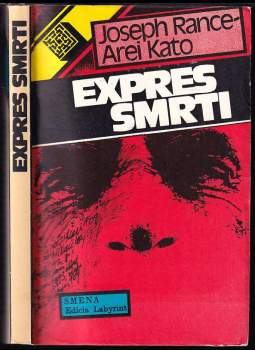 EXPRES SMRTI
Joseph Rance-
Arei Kato
EXPRES
SMRTI
SMENA
Edícia Labyrint